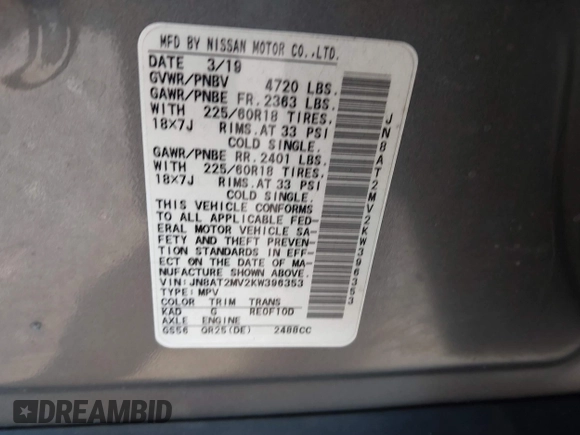 MFD BY NISSAN MOTOR CO.,LTD.
DATE 3/19
GVWR/PNBV 4720 LBS.
GAWR/PNBE FR. 2363 LBS.
WITH 225/60R18 TIRES.
18×7J RIMS.AT 33 PSI
COLD SINGLE.
GAWR/PNBE RR. 2401 LBS.
WITH 225/60R18 TIRES.
18×7J RIMS.AT 33 PSI
COLD SINGLE.
THIS VEHICLE CONFORMS
TO ALL APPLICABLE FED-
ERAL MOTOR VEHICLE SA-
FETY AND THEFT PREVEN-
TION STANDARDS IN EFF-
ECT ON THE DATE OF MA-
NUFACTURE SHOWN ABOVE.
VIN:JN8AT2MV2KW396353
TYPE:MPV
COLOR TRIM TRANS
KAD G RE0F10D
AXLE ENGINE
GS56 QR25(DE) 2488CC
JN8AT2MV2KW396353
DREAMBID